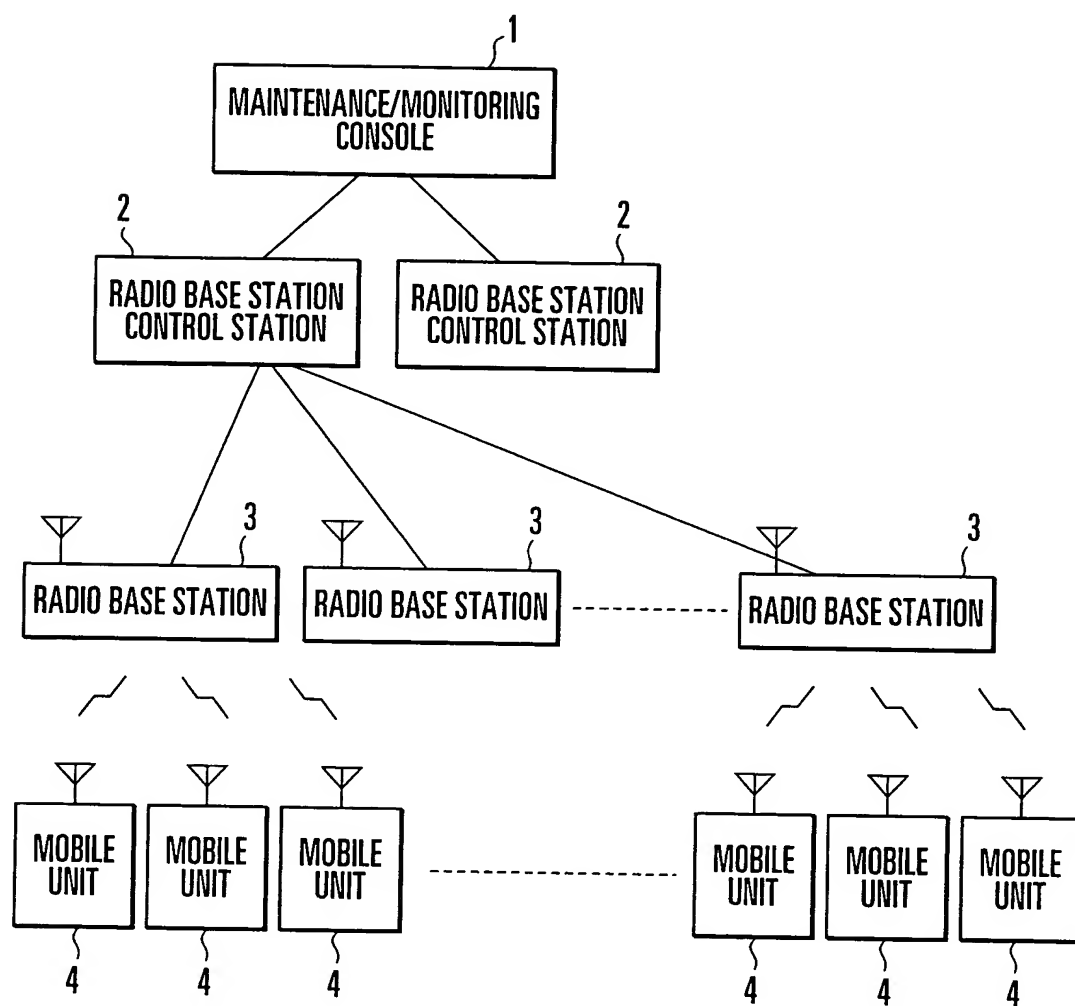 1
MAINTENANCE/MONITORING
CONSOLE
2
2
RADIO BASE STATION
CONTROL STATION
RADIO BASE STATION
CONTROL STATION
3
3
3
RADIO BASE STATION
RADIO BASE STATION
RADIO BASE STATION
MOBILE
UNIT
MOBILE
UNIT
MOBILE
UNIT
MOBILE
UNIT
MOBILE
UNIT
MOBILE
UNIT
4
4
4
4
4
4